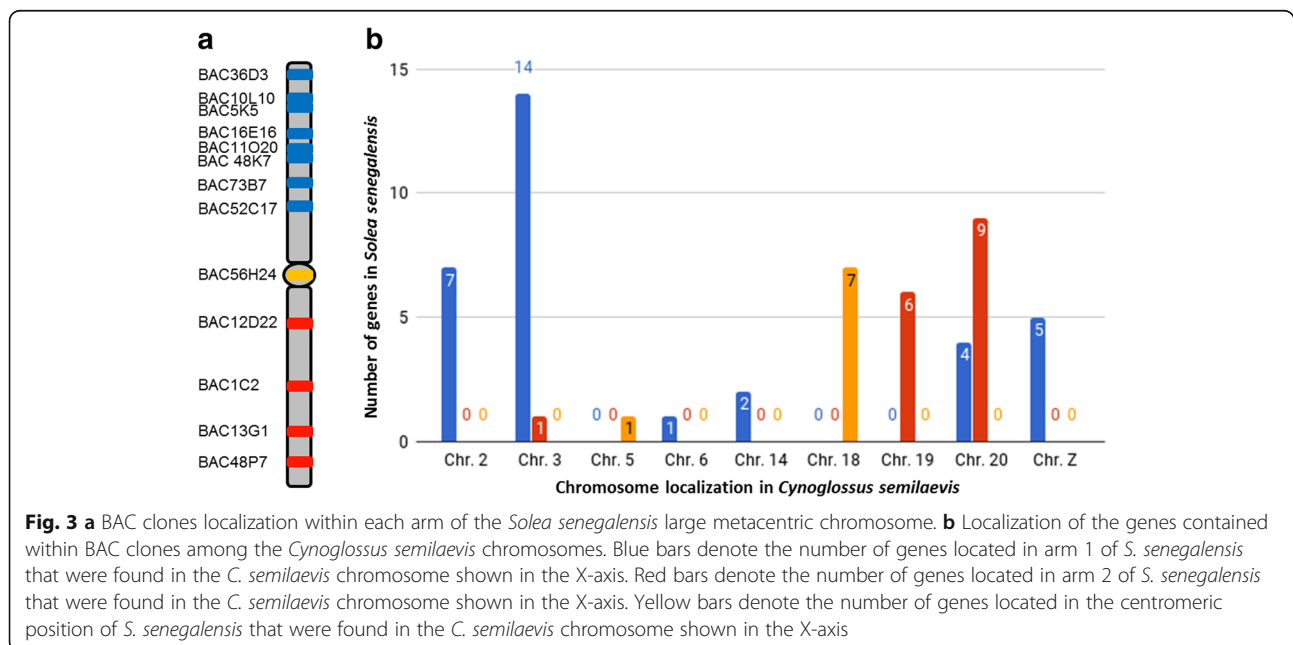 a
BAC36D3
BAC10L10
BAC5K5
BAC16E16
BAC11O20
BAC 48K7
BAC73B7
BAC52C17
BAC56H24
BAC12D22
BAC1C2
BAC13G1
BAC48P7
b
Number of genes in Solea senegalensis
15
10
5
0
7 0 0
14 1 0
0 0 1
1 0 0
2 0 0
0 0 7
0 6 0
4 9 0
5 0 0
Chr. 2 Chr. 3 Chr. 5 Chr. 6 Chr. 14 Chr. 18 Chr. 19 Chr. 20 Chr. Z
Chromosome localization in Cynoglossus semilaevis
Fig. 3 a BAC clones localization within each arm of the Solea senegalensis large metacentric chromosome. b Localization of the genes contained
within BAC clones among the Cynoglossus semilaevis chromosomes. Blue bars denote the number of genes located in arm 1 of S. senegalensis
that were found in the C. semilaevis chromosome shown in the X-axis. Red bars denote the number of genes located in arm 2 of S. senegalensis
that were found in the C. semilaevis chromosome shown in the X-axis. Yellow bars denote the number of genes located in the centromeric
position of S. senegalensis that were found in the C. semilaevis chromosome shown in the X-axis